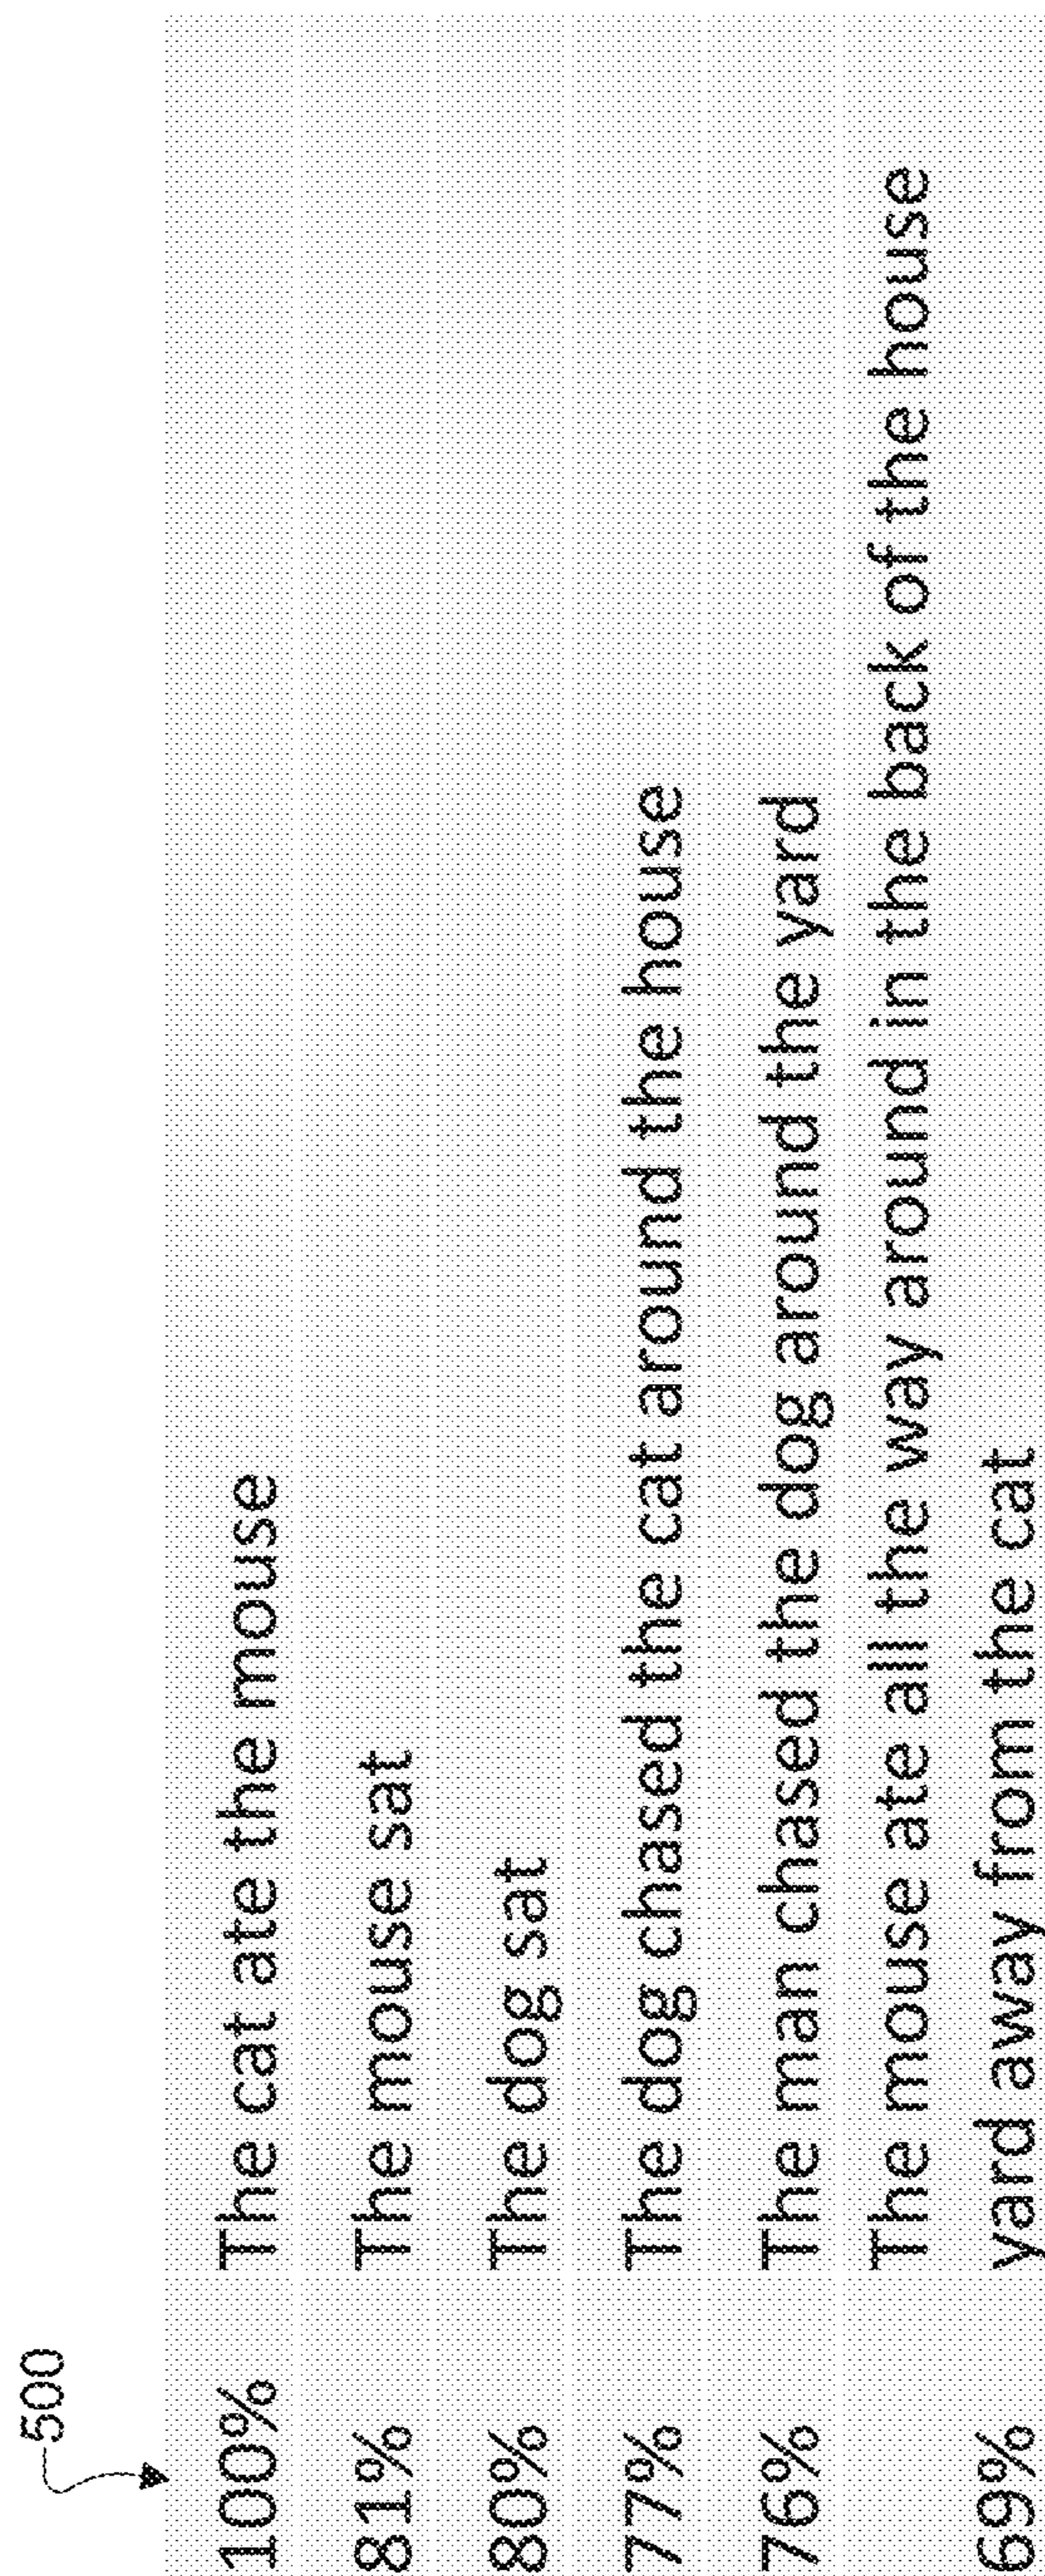 500
100% The cat ate the mouse
81% The mouse sat
80% The dog sat
77% The dog chased the cat around the house
76% The man chased the dog around the yard
The mouse ate all the way around in the back of the house
69% yard away from the cat